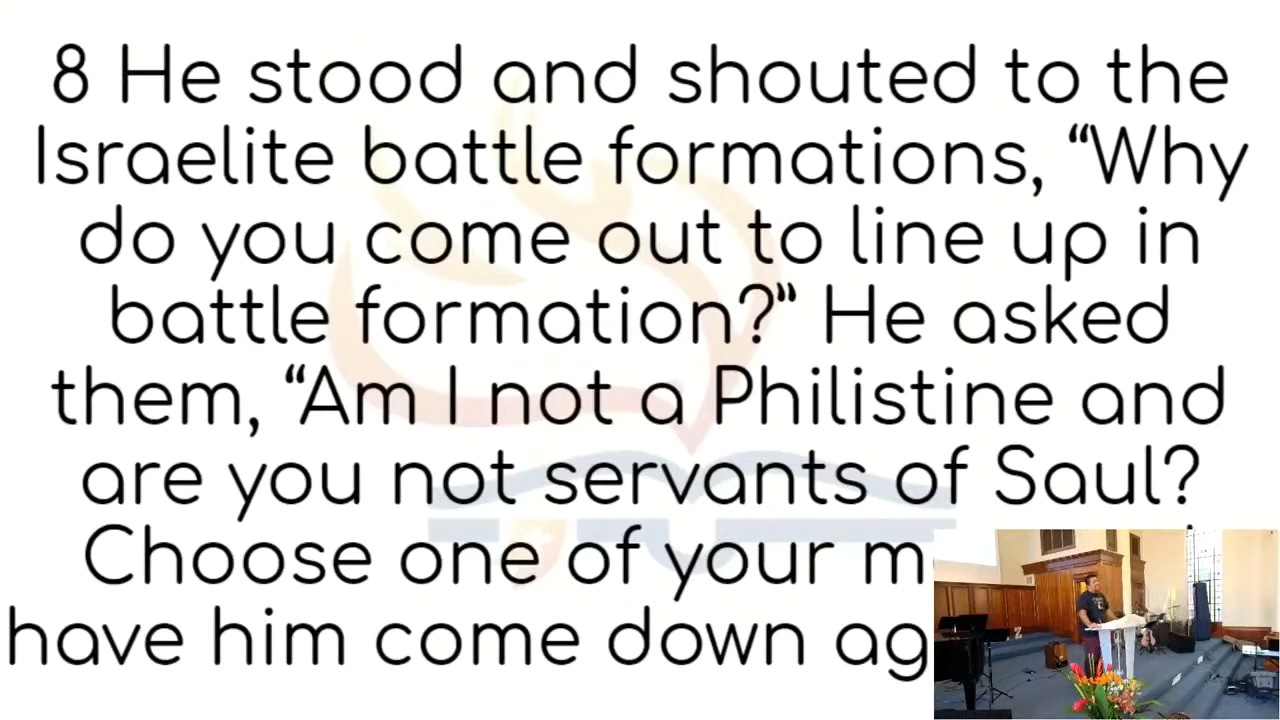 8 He stood and shouted to the
Israelite battle formations, “Why
do you come out to line up in
battle formation?” He asked
them, “Am I not a Philistine and
are you not servants of Saul?
Choose one of your
have him come down